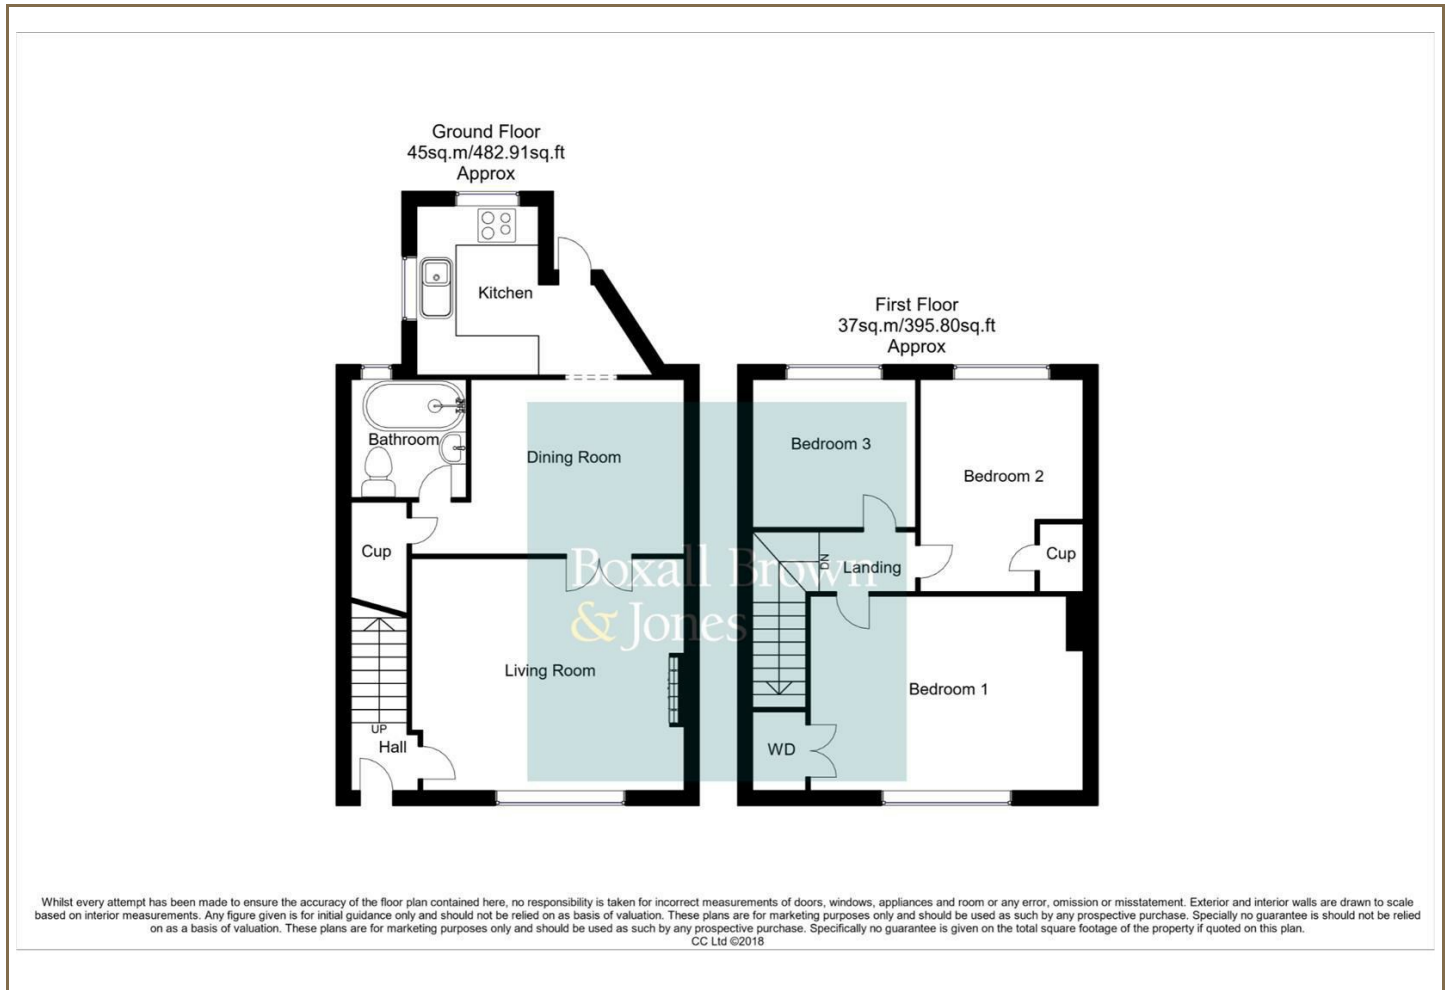 Ground Floor
45sq.m/482.91sq.ft
Approx
Kitchen
Bathroom
Dining Room
Cup
Living Room
UP
Hall
First Floor
37sq.m/395.80sq.ft
Approx
Bedroom 3
Bedroom 2
DN
Landing
Cup
Bedroom 1
WD
Boxall Brown
& Jones
Whilst every attempt has been made to ensure the accuracy of the floor plan contained here, no responsibility is taken for incorrect measurements of doors, windows, appliances and room or any error, omission or misstatement. Exterior and interior walls are drawn to scale
based on interior measurements. Any figure given is for initial guidance only and should not be relied on as basis of valuation. These plans are for marketing purposes only and should be used as such by any prospective purchase. Specially no guarantee is should not be relied
on as a basis of valuation. These plans are for marketing purposes only and should be used as such by any prospective purchase. Specifically no guarantee is given on the total square footage of the property if quoted on this plan.
CC Ltd ©2018